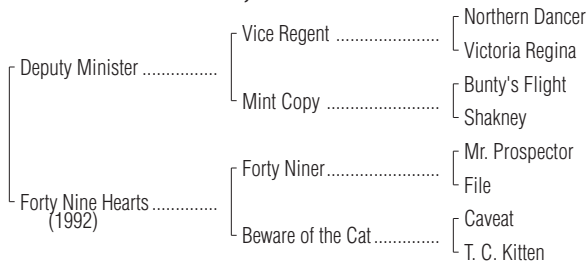 Northern Dancer
Vice Regent ...................
Victoria Regina
Deputy Minister ..............
Bunty's Flight
Mint Copy .....................
Shakney
Mr. Prospector
Forty Niner.....................
File
Forty Nine Hearts ............
(1992)
Caveat
Beware of the Cat.............
T. C. Kitten